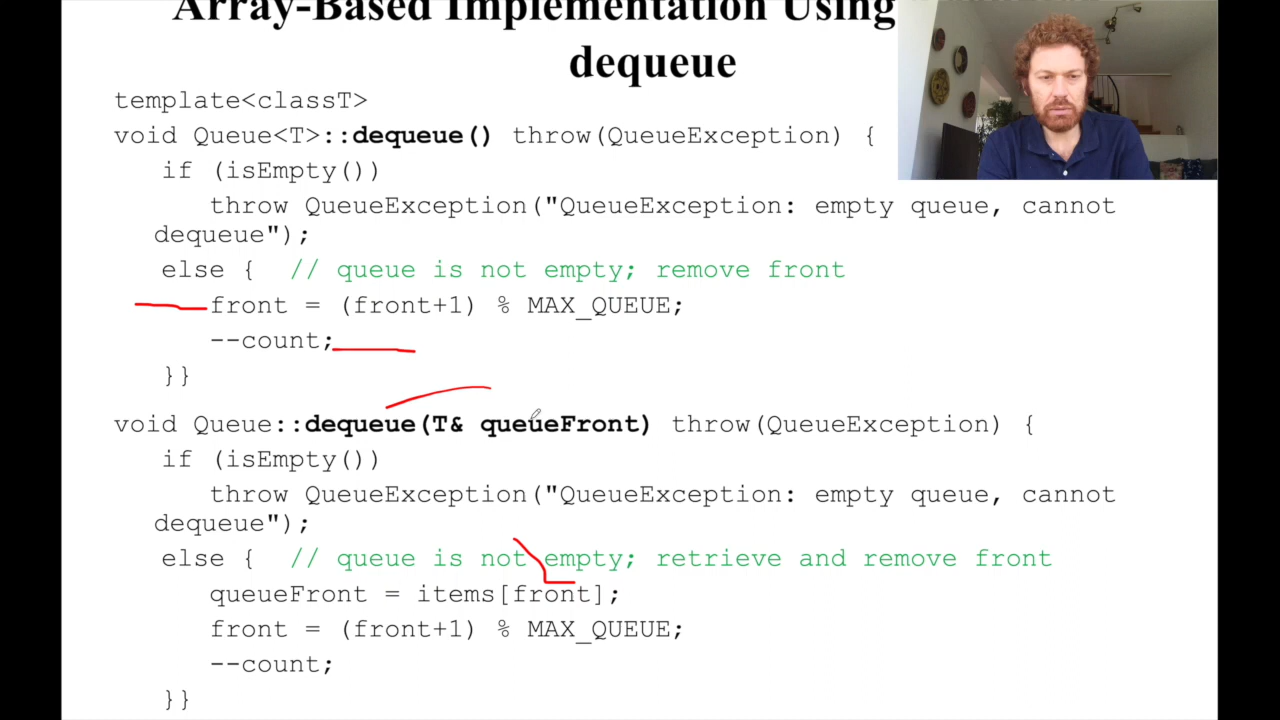 Array-Based Implementation Using
dequeue
template<classT>
void Queue<T>::dequeue() throw(QueueException) {
if (isEmpty())
throw QueueException("QueueException: empty queue, cannot
dequeue");
else { // queue is not empty; remove front
front = (front+1) % MAX_QUEUE;
--count;
}}
void Queue::dequeue(T& queueFront) throw(QueueException) {
if (isEmpty())
throw QueueException("QueueException: empty queue, cannot
dequeue");
else { // queue is not empty; retrieve and remove front
queueFront = items[front];
front = (front+1) % MAX_QUEUE;
--count;
}}